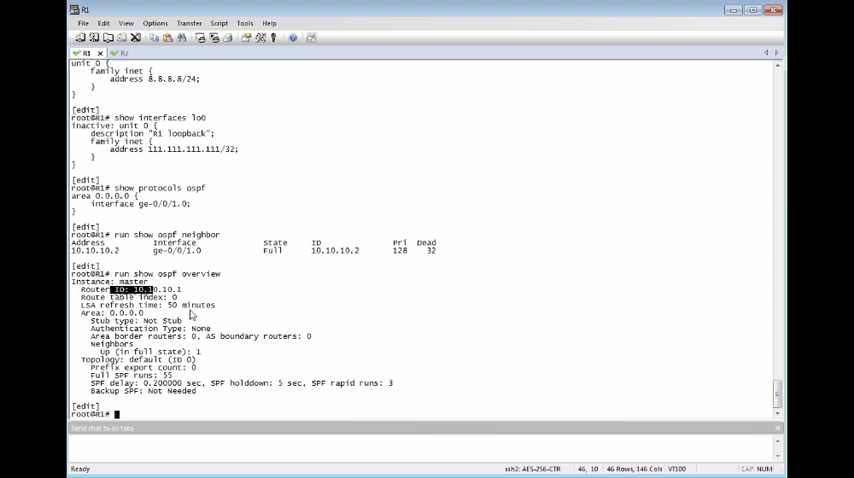 R1
File Edit View Options Transfer Script Tools Help
R1 R2
unit 0 {
family inet {
address 8.8.8.8/24;
}
}
[edit]
root@R1# show interfaces lo0
inactive: unit 0 {
description "R1 loopback";
family inet {
address 111.111.111.111/32;
}
}
[edit]
root@R1# show protocols ospf
area 0.0.0.0 {
interface ge-0/0/1.0;
}
[edit]
root@R1# run show ospf neighbor
Address Interface State ID Pri Dead
10.10.10.2 ge-0/0/1.0 Full 10.10.10.2 128 32
[edit]
root@R1# run show ospf overview
Instance: master
Router ID: 10.10.10.1
Route table index: 0
LSA refresh time: 50 minutes
Area: 0.0.0.0
Stub type: Not Stub
Authentication Type: None
Area border routers: 0, AS boundary routers: 0
Neighbors
Up (in full state): 1
Topology: default (ID 0)
Prefix export count: 0
Full SPF runs: 55
SPF delay: 0.200000 sec, SPF holddown: 5 sec, SPF rapid runs: 3
Backup SPF: Not Needed
[edit]
root@R1#
Send chat to all tabs
Ready ssh2: AES-256-CTR 46, 10 46 Rows, 146 Cols VT100 CAP NUM